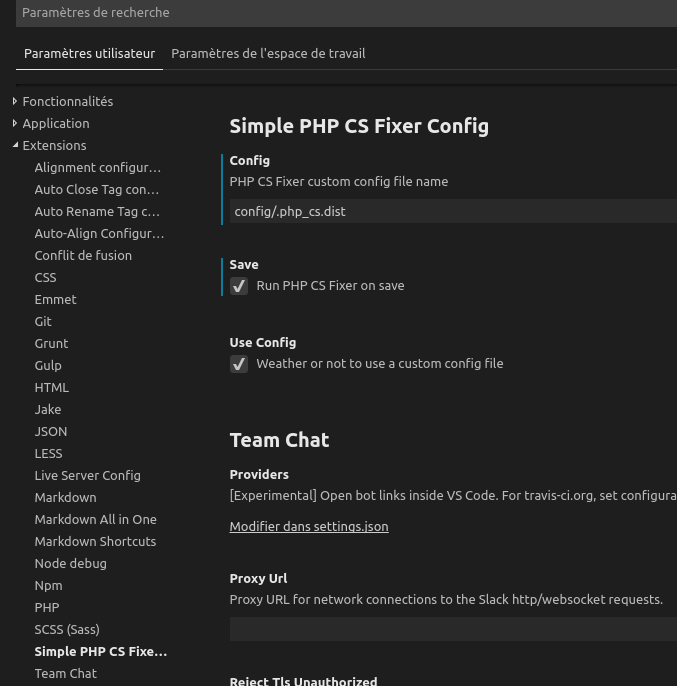 Paramètres de recherche
Paramètres utilisateur
Paramètres de l'espace de travail
Fonctionnalités
Application
Extensions
Alignment configur...
Auto Close Tag con...
Auto Rename Tag c...
Auto-Align Configur...
Conflit de fusion
CSS
Emmet
Git
Grunt
Gulp
HTML
Jake
JSON
LESS
Live Server Config
Markdown
Markdown All in One
Markdown Shortcuts
Node debug
Npm
PHP
SCSS (Sass)
Simple PHP CS Fixe...
Team Chat
Simple PHP CS Fixer Config
Config
PHP CS Fixer custom config file name
config/.php_cs.dist
Save
Run PHP CS Fixer on save
Use Config
Weather or not to use a custom config file
Team Chat
Providers
[Experimental] Open bot links inside VS Code. For travis-ci.org, set configura
Modifier dans settings.json
Proxy Url
Proxy URL for network connections to the Slack http/websocket requests.
Reject Tls Unauthorized